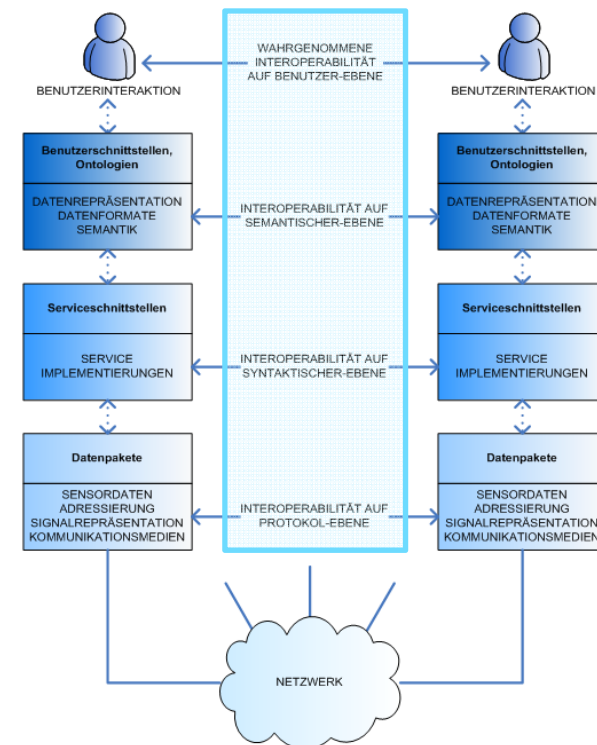 WAHRGENOMMENE
INTEROPERABILITÄT
AUF BENUTZER-EBENE
BENUTZERINTERAKTION
BENUTZERINTERAKTION
Benutzerschnittstellen,
Ontologien
DATENREPRÄSENTATION
DATENFORMATE
SEMANTIK
INTEROPERABILITÄT AUF
SEMANTISCHER-EBENE
Benutzerschnittstellen,
Ontologien
DATENREPRÄSENTATION
DATENFORMATE
SEMANTIK
Serviceschnittstellen
SERVICE
IMPLEMENTIERUNGEN
INTEROPERABILITÄT AUF
SYNTAKTISCHER-EBENE
Serviceschnittstellen
SERVICE
IMPLEMENTIERUNGEN
Datenpakete
SENSORDATEN
ADRESSIERUNG
SIGNALREPRÄSENTATION
KOMMUNIKATIONSMEDIEN
INTEROPERABILITÄT AUF
PROTOKOL-EBENE
Datenpakete
SENSORDATEN
ADRESSIERUNG
SIGNALREPRÄSENTATION
KOMMUNIKATIONSMEDIEN
NETZWERK